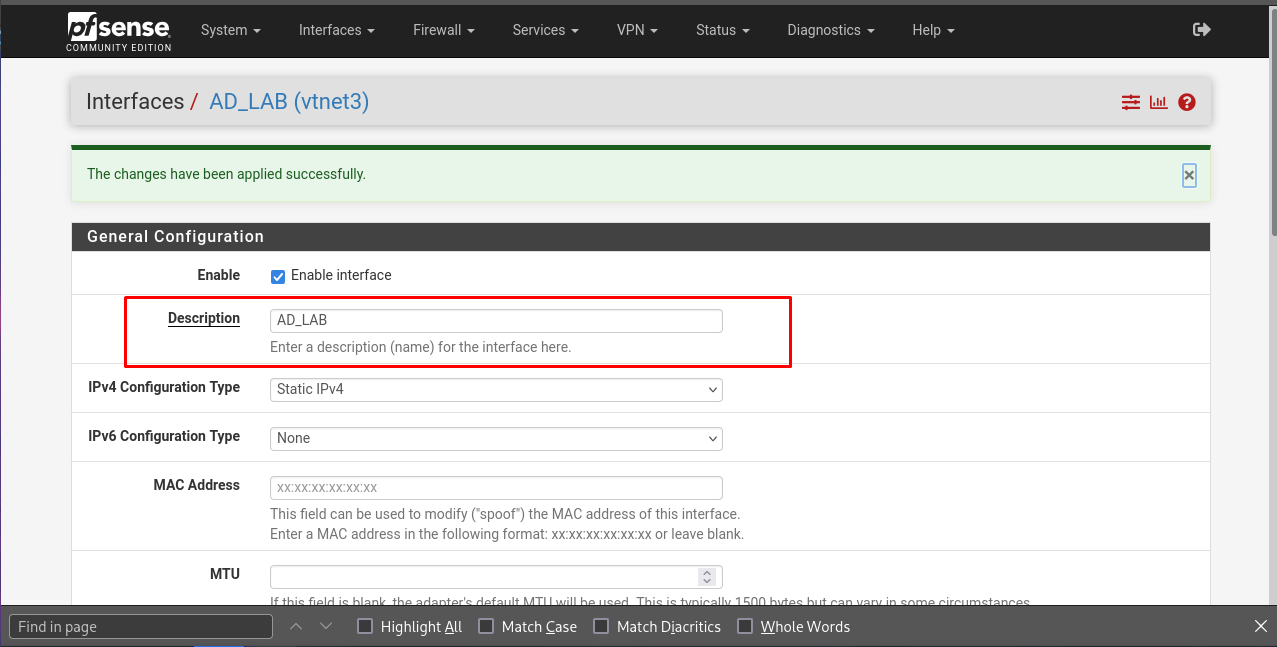 pfsense
COMMUNITY EDITION
System
Interfaces
Firewall
Services
VPN
Status
Diagnostics
Help
Interfaces / AD_LAB (vtnet3)
The changes have been applied successfully.
General Configuration
Enable
Enable interface
Description
AD_LAB
Enter a description (name) for the interface here.
IPv4 Configuration Type
Static IPv4
IPv6 Configuration Type
None
MAC Address
xx:xx:xx:xx:xx:xx
This field can be used to modify ("spoof") the MAC address of this interface.
Enter a MAC address in the following format: xx:xx:xx:xx:xx:xx or leave blank.
MTU
If this field is blank, the adapter's default MTU will be used. This is typically 1500 bytes but can vary in some circumstances.
Find in page
Highlight All
Match Case
Match Diacritics
Whole Words